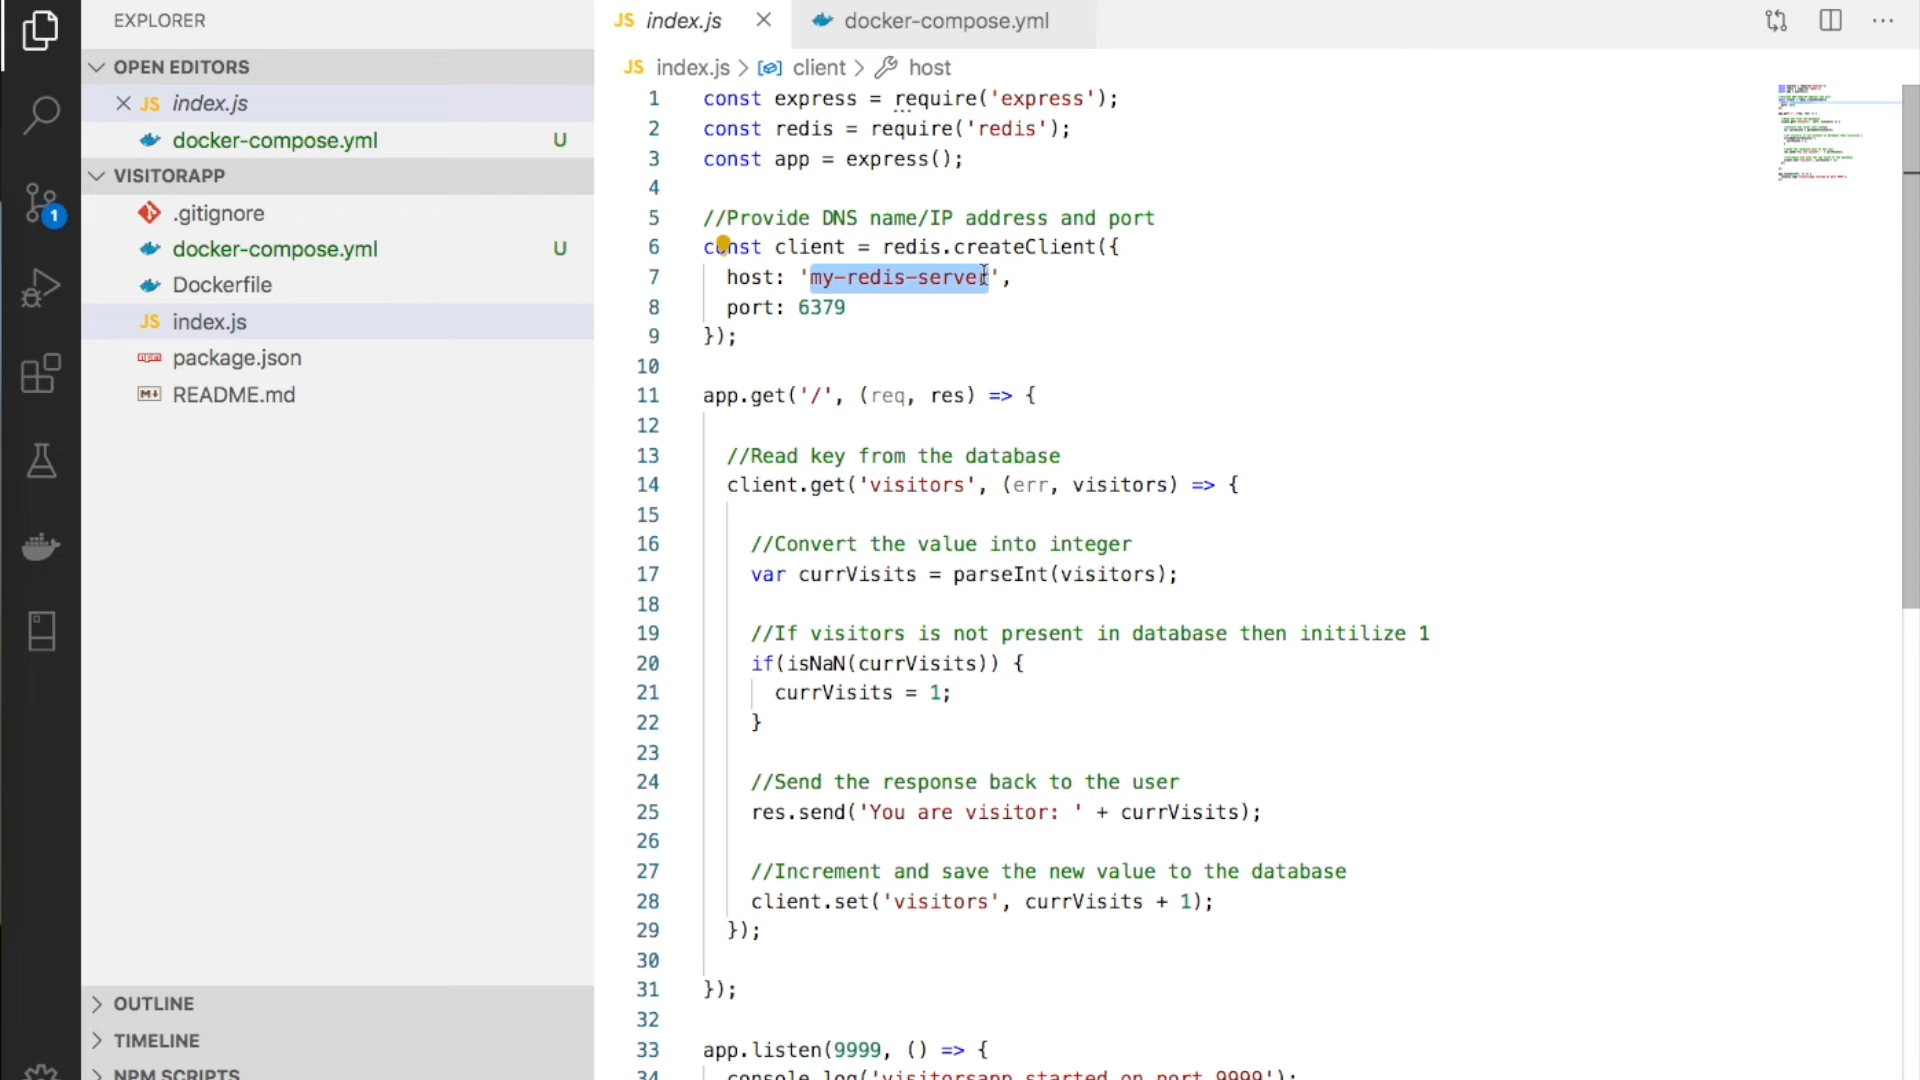 EXPLORER
OPEN EDITORS
JS index.js
docker-compose.yml U
VISITORAPP
.gitignore
docker-compose.yml U
Dockerfile
JS index.js
package.json
README.md
OUTLINE
TIMELINE
NPM SCRIPTS
1
JS index.js
docker-compose.yml
JS index.js > client > host
1 const express = require('express');
2 const redis = require('redis');
3 const app = express();
4
5 //Provide DNS name/IP address and port
6 const client = redis.createClient({
7 host: 'my-redis-server',
8 port: 6379
9 });
10
11 app.get('/', (req, res) => {
12
13 //Read key from the database
14 client.get('visitors', (err, visitors) => {
15
16 //Convert the value into integer
17 var currVisits = parseInt(visitors);
18
19 //If visitors is not present in database then initilize 1
20 if(isNaN(currVisits)) {
21 currVisits = 1;
22 }
23
24 //Send the response back to the user
25 res.send('You are visitor: ' + currVisits);
26
27 //Increment and save the new value to the database
28 client.set('visitors', currVisits + 1);
29 });
30
31 });
32
33 app.listen(9999, () => {
34 console.log('visitorsapp started on port 9999');